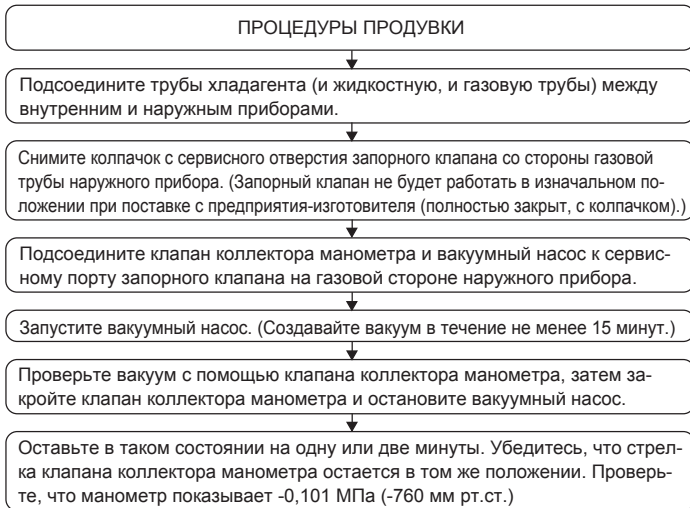 ПРОЦЕДУРЫ ПРОДУВКИ
Подсоедините трубы хладагента (и жидкостную, и газовую трубы) между
внутренним и наружным приборами.
Снимите колпачок с сервисного отверстия запорного клапана со стороны газовой
трубы наружного прибора. (Запорный клапан не будет работать в изначальном по-
ложении при поставке с предприятия-изготовителя (полностью закрыт, с колпачком).)
Подсоедините клапан коллектора манометра и вакуумный насос к сервис-
ному порту запорного клапана на газовой стороне наружного прибора.
Запустите вакуумный насос. (Создавайте вакуум в течение не менее 15 минут.)
Проверьте вакуум с помощью клапана коллектора манометра, затем за-
кройте клапан коллектора манометра и остановите вакуумный насос.
Оставьте в таком состоянии на одну или две минуты. Убедитесь, что стрел-
ка клапана коллектора манометра остается в том же положении. Проверь-
те, что манометр показывает -0,101 МПа (-760 мм рт.ст.)